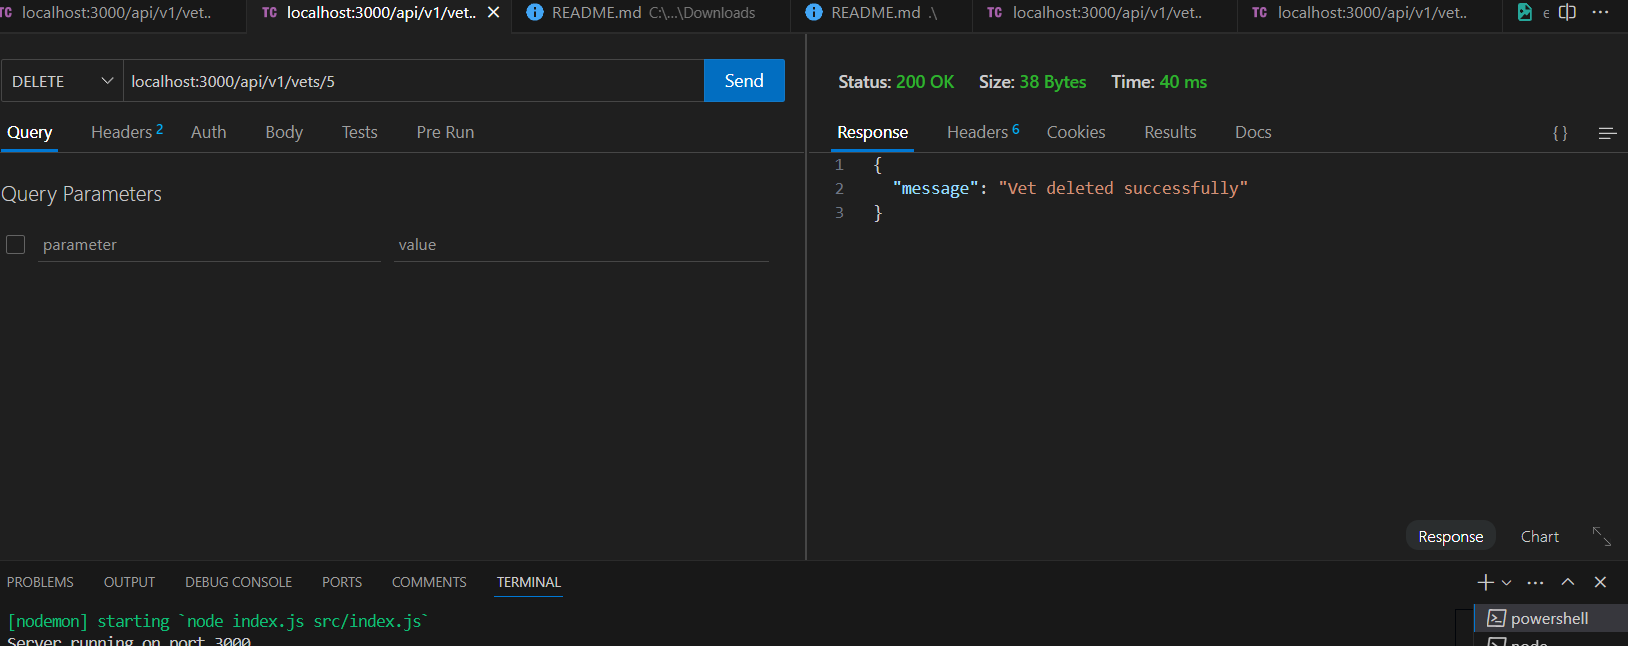 TC localhost:3000/api/v1/vet.. TC localhost:3000/api/v1/vet.. README.md C:\...\Downloads README.md .\ TC localhost:3000/api/v1/vet.. TC localhost:3000/api/v1/vet.. e
DELETE localhost:3000/api/v1/vets/5 Send
Query Headers 2 Auth Body Tests Pre Run
Query Parameters
parameter value
Status: 200 OK Size: 38 Bytes Time: 40 ms
Response Headers 6 Cookies Results Docs {}
1 {
2 "message": "Vet deleted successfully"
3 }
Response Chart
PROBLEMS OUTPUT DEBUG CONSOLE PORTS COMMENTS TERMINAL
[nodemon] starting `node index.js src/index.js`
Server running on port 3000
powershell
node